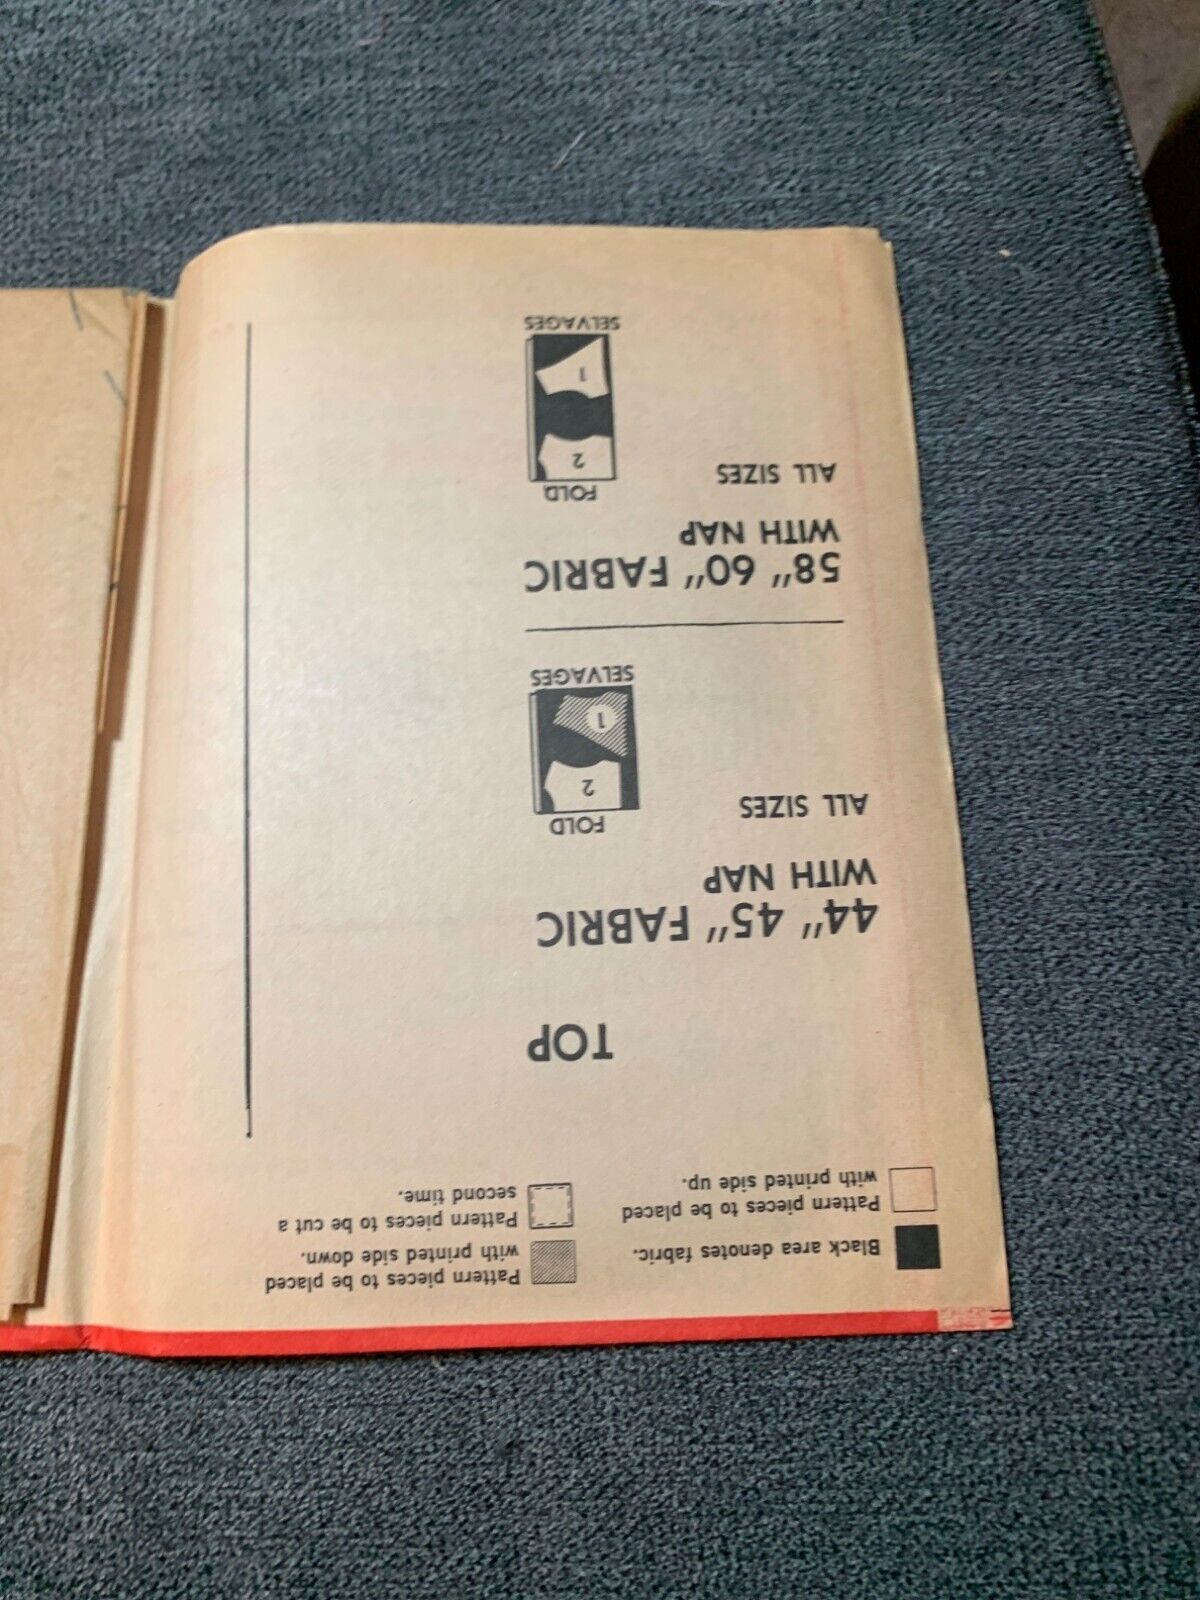 Black area denotes fabric.
Pattern pieces to be placed
with printed side up.
Pattern pieces to be placed
with printed side down.
Pattern pieces to be cut a
second time.
TOP
44" 45" FABRIC
WITH NAP
ALL SIZES
FOLD
2
1
SELVAGES
58" 60" FABRIC
WITH NAP
ALL SIZES
FOLD
2
1
SELVAGES